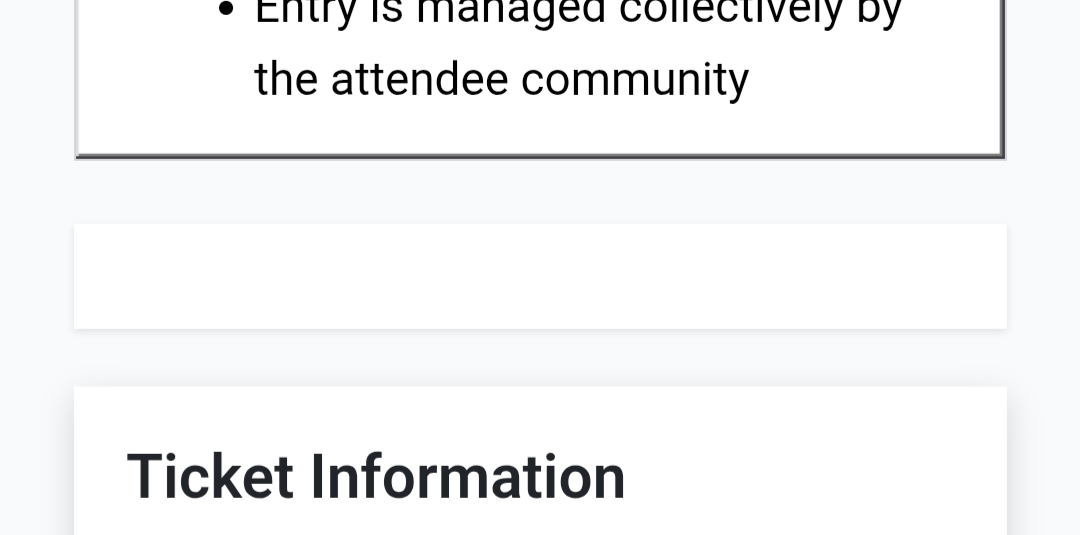 Entry is managed collectively by
the attendee community
Ticket Information